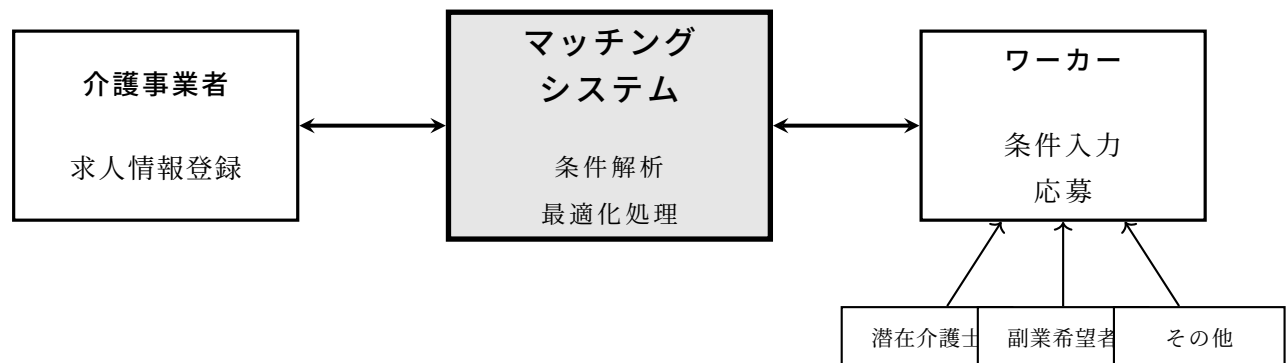 介護事業者
求人情報登録
マッチング
システム
条件解析
最適化処理
ワーカー
条件入力
応募
潜在介護士
副業希望者
その他